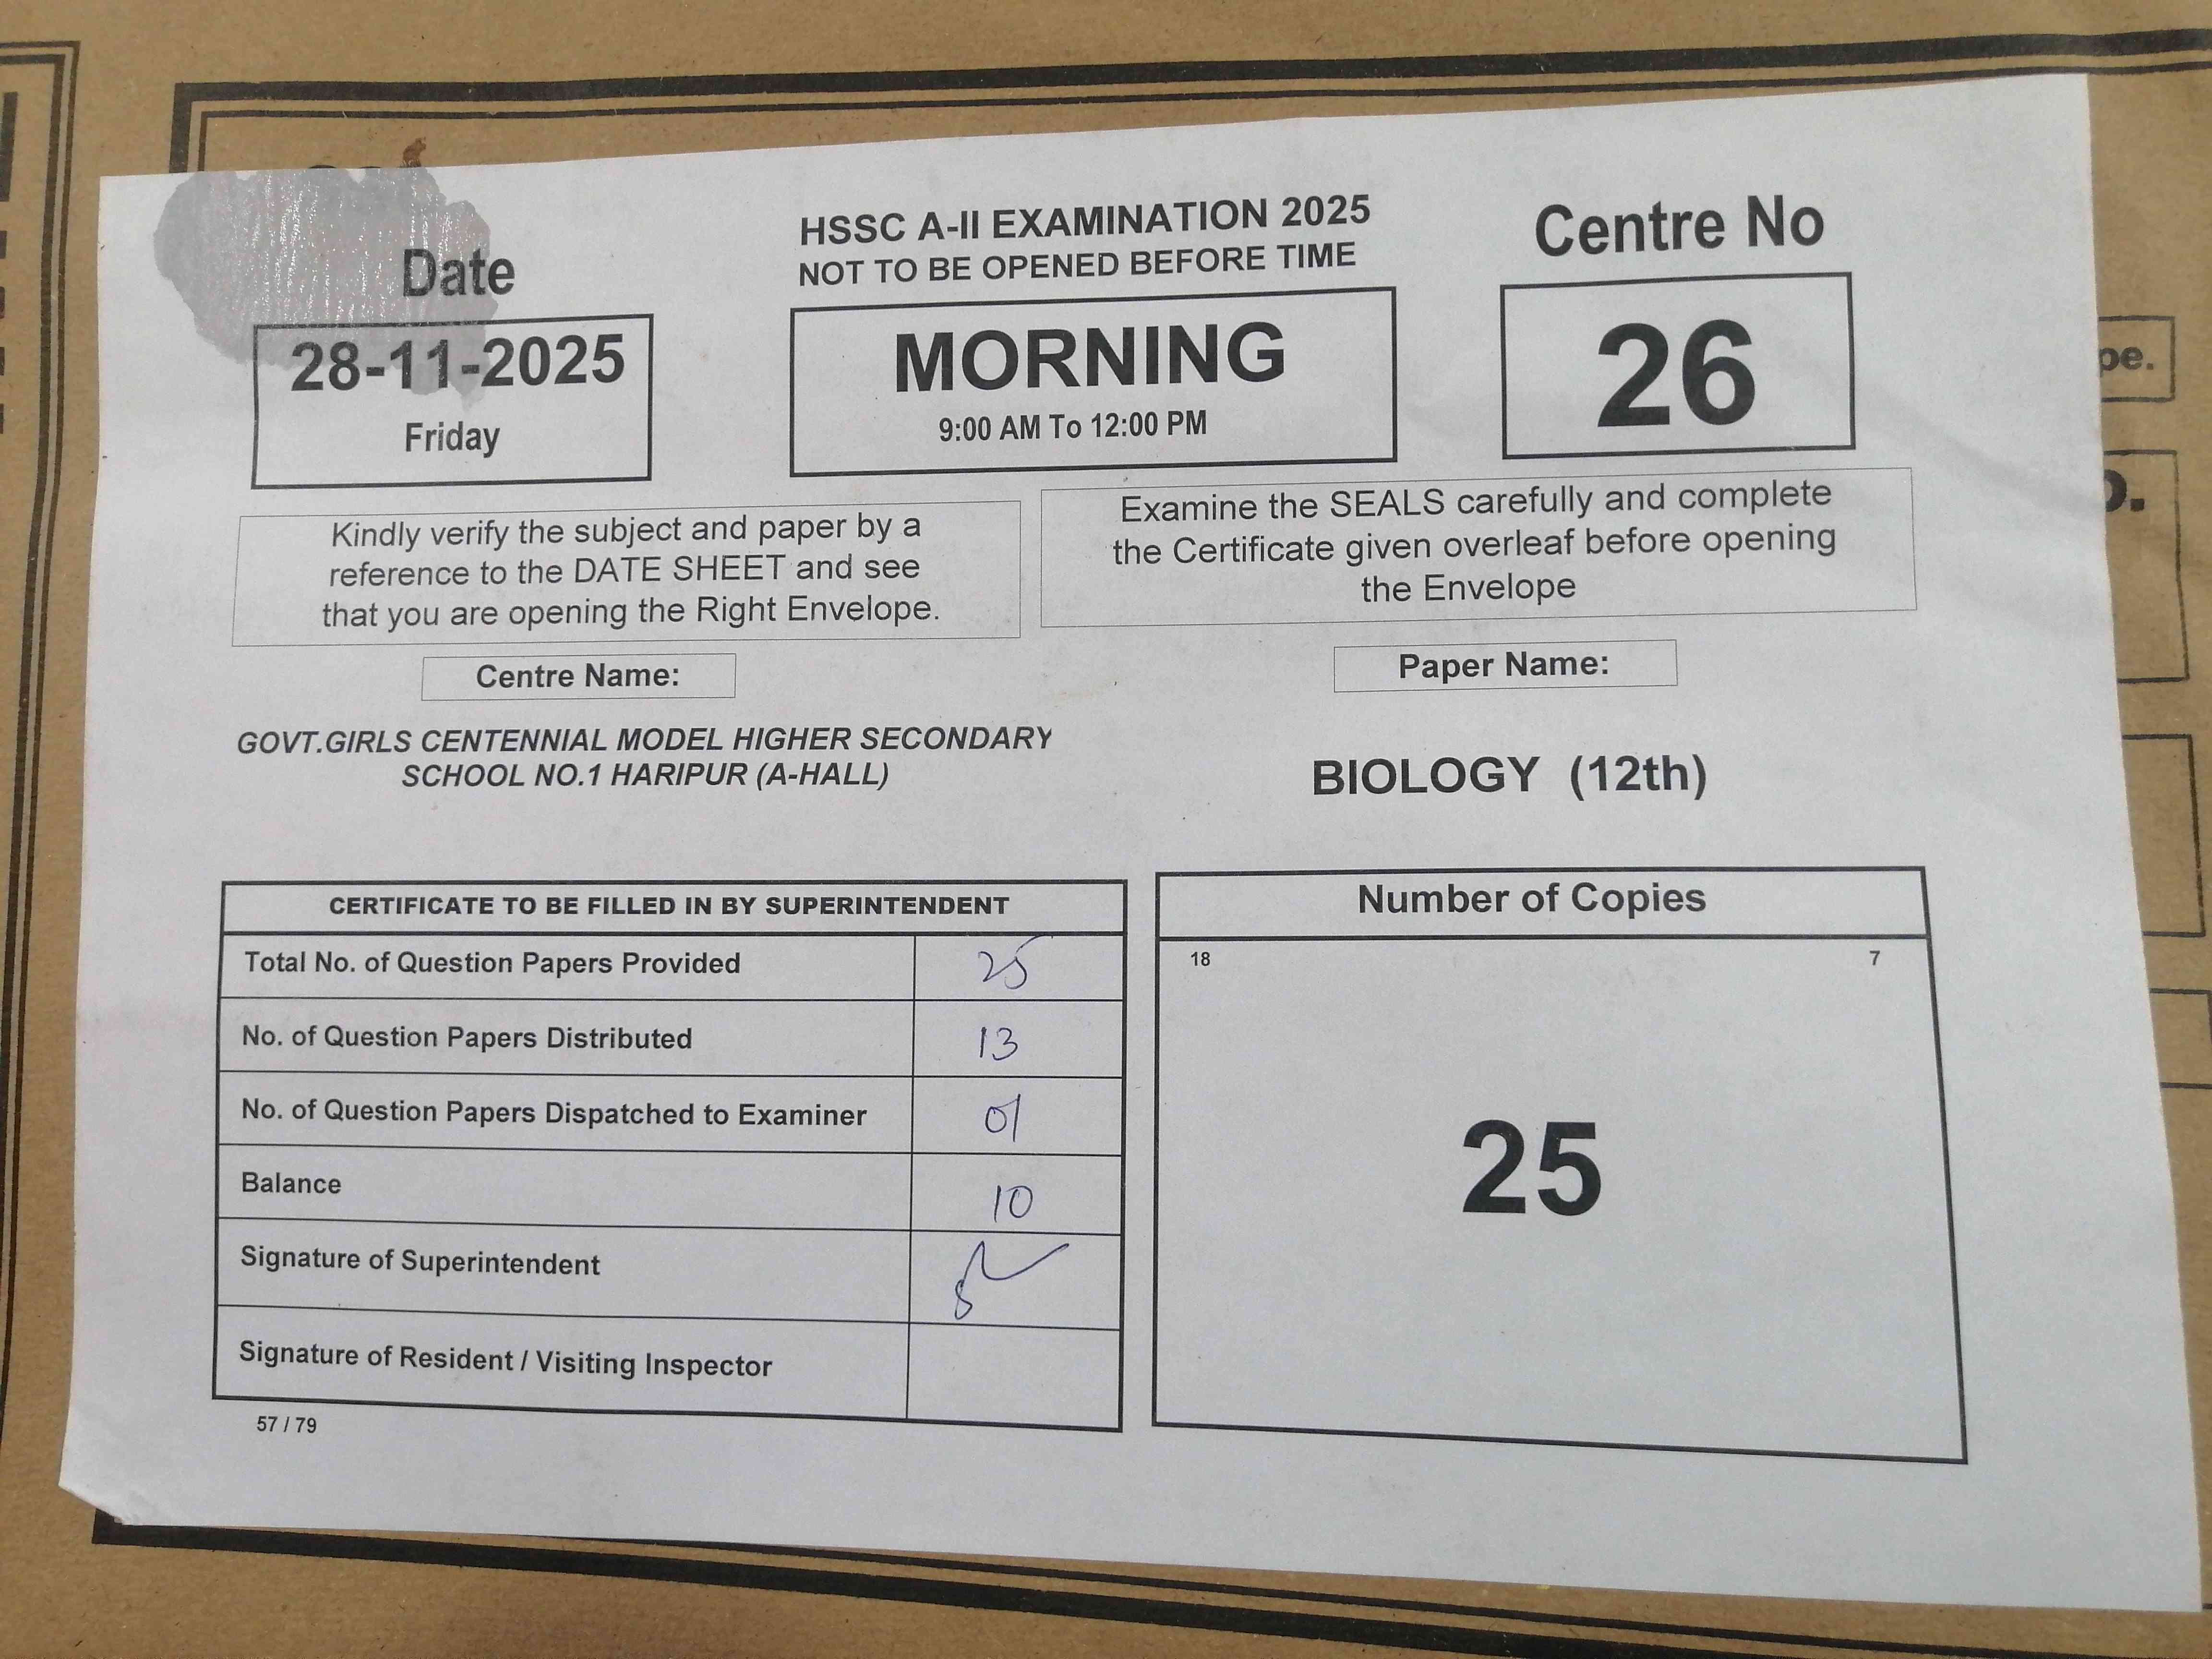 Date
28-11-2025
Friday
HSSC A-II EXAMINATION 2025
NOT TO BE OPENED BEFORE TIME
MORNING
9:00 AM To 12:00 PM
Centre No
26
Kindly verify the subject and paper by a
reference to the DATE SHEET and see
that you are opening the Right Envelope.
Examine the SEALS carefully and complete
the Certificate given overleaf before opening
the Envelope
Centre Name:
GOVT.GIRLS CENTENNIAL MODEL HIGHER SECONDARY
SCHOOL NO.1 HARIPUR (A-HALL)
Paper Name:
BIOLOGY (12th)
CERTIFICATE TO BE FILLED IN BY SUPERINTENDENT
Total No. of Question Papers Provided 25
No. of Question Papers Distributed 13
No. of Question Papers Dispatched to Examiner 01
Balance 10
Signature of Superintendent
Signature of Resident / Visiting Inspector
57 / 79
Number of Copies
18 7
25
pe.